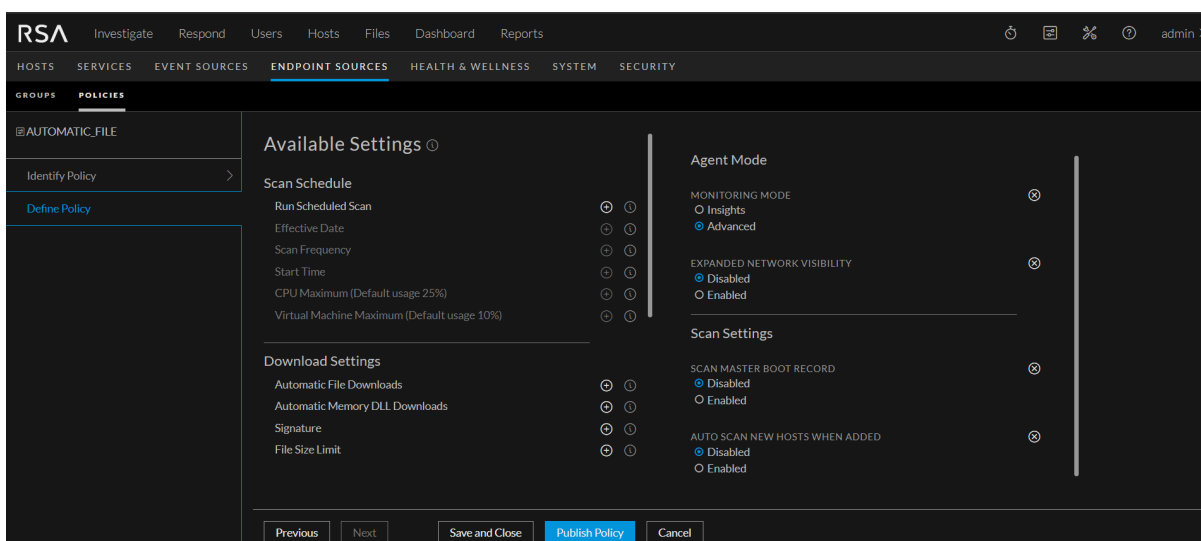 RSA Investigate Respond Users Hosts Files Dashboard Reports admin
HOSTS SERVICES EVENT SOURCES ENDPOINT SOURCES HEALTH & WELLNESS SYSTEM SECURITY
GROUPS POLICIES
AUTOMATIC_FILE
Identify Policy
Define Policy
Available Settings
Scan Schedule
Run Scheduled Scan
Effective Date
Scan Frequency
Start Time
CPU Maximum (Default usage 25%)
Virtual Machine Maximum (Default usage 10%)
Download Settings
Automatic File Downloads
Automatic Memory DLL Downloads
Signature
File Size Limit
Agent Mode
MONITORING MODE
Insights
Advanced
EXPANDED NETWORK VISIBILITY
Disabled
Enabled
Scan Settings
SCAN MASTER BOOT RECORD
Disabled
Enabled
AUTO SCAN NEW HOSTS WHEN ADDED
Disabled
Enabled
Previous Next Save and Close Publish Policy Cancel